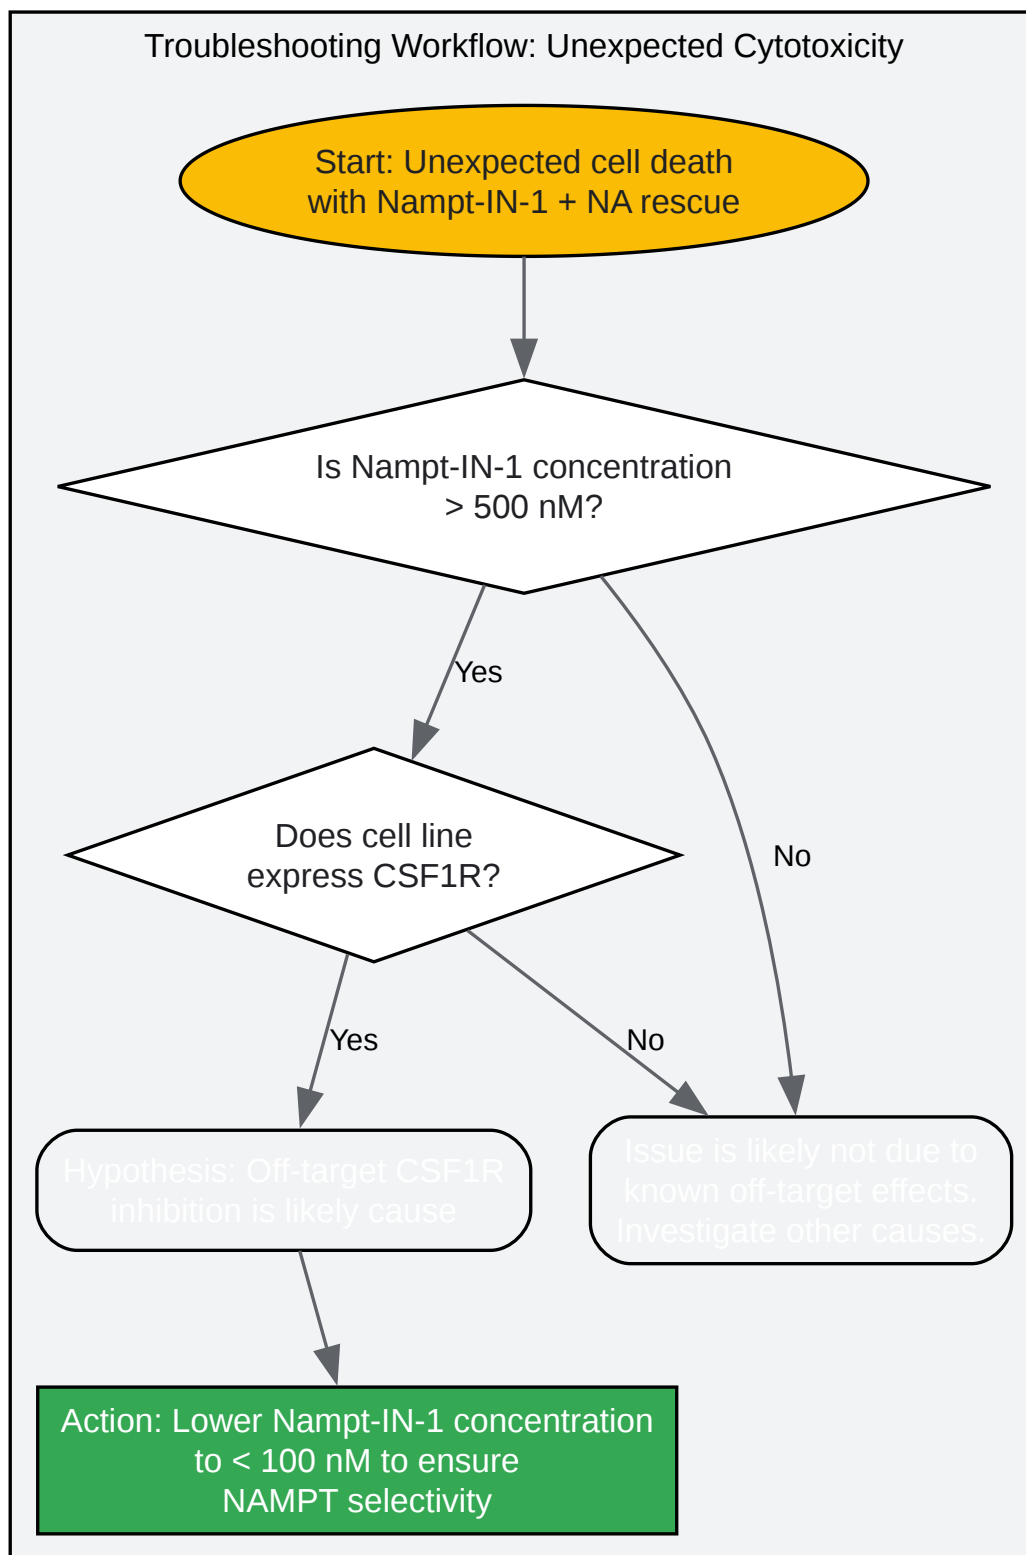 Troubleshooting Workflow: Unexpected Cytotoxicity
Start: Unexpected cell death
with Nampt-IN-1 + NA rescue
Is Nampt-IN-1 concentration
> 500 nM?
Yes
No
Does cell line
express CSF1R?
Yes
No
Hypothesis: Off-target CSF1R
inhibition is likely cause
Issue is likely not due to
known off-target effects.
Investigate other causes.
Action: Lower Nampt-IN-1 concentration
to < 100 nM to ensure
NAMPT selectivity